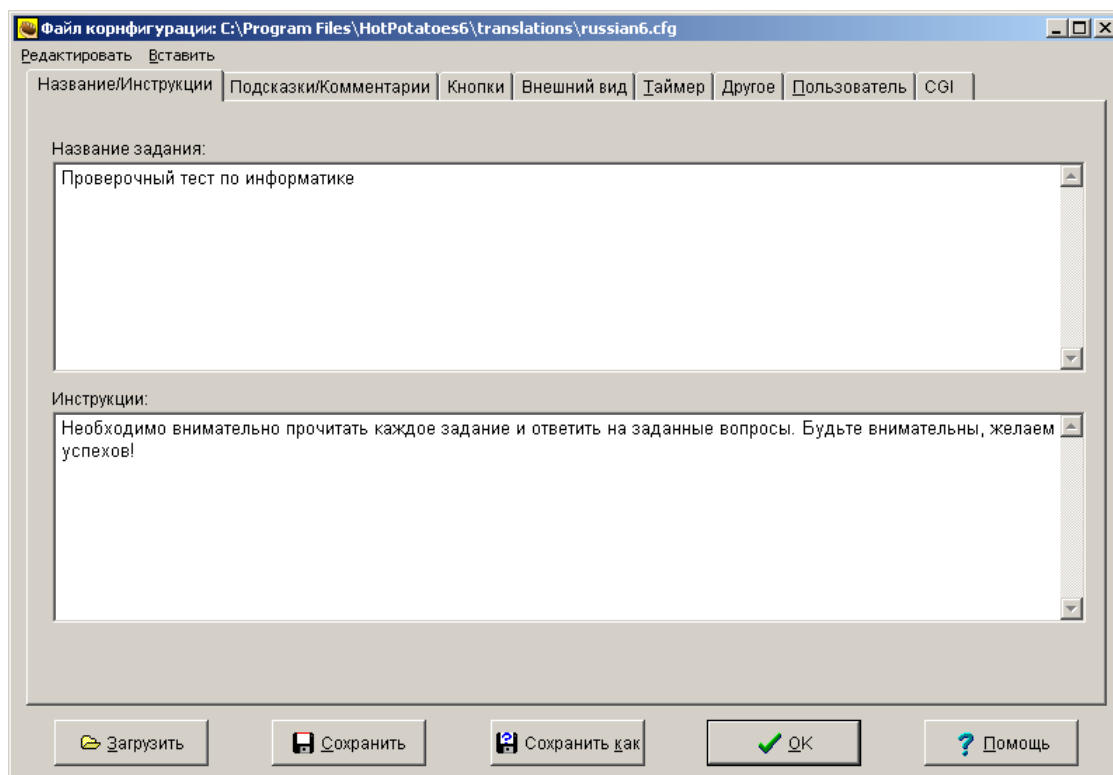 Файл корнфигурации: C:\Program Files\HotPotatoes6\translations\russian6.cfg
Редактировать Вставить
Название/Инструкции Подсказки/Комментарии Кнопки Внешний вид Таймер Другое Пользователь CGI
Название задания:
Проверочный тест по информатике
Инструкции:
Необходимо внимательно прочитать каждое задание и ответить на заданные вопросы. Будьте внимательны, желаем
успехов!
Загрузить Сохранить Сохранить как OK Помощь